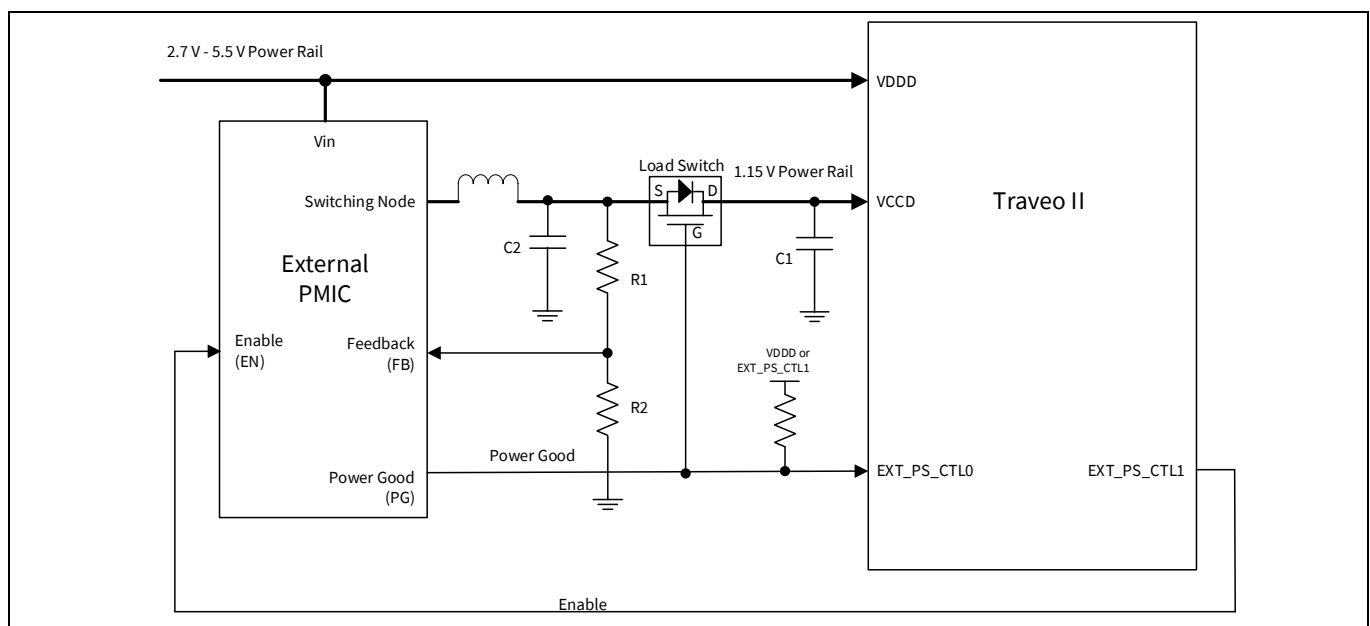 2.7 V - 5.5 V Power Rail
VDDD
Vin
Load Switch
1.15 V Power Rail
S
D
Switching Node
VCCD
Traveo II
G
C2
C1
External
PMIC
R1
Enable
(EN)
Feedback
(FB)
VDDD or
EXT_PS_CTL1
R2
Power Good
Power Good
(PG)
EXT_PS_CTL0
EXT_PS_CTL1
Enable